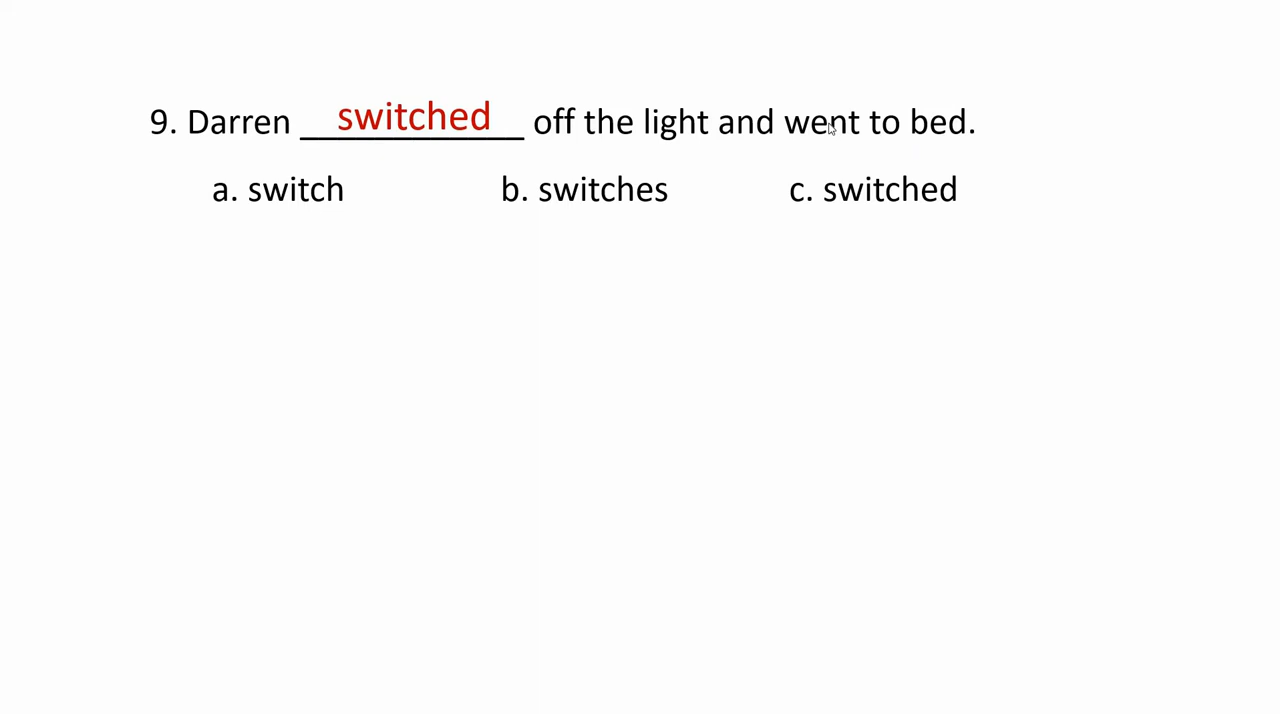 9. Darren switched off the light and went to bed.
a. switch b. switches c. switched